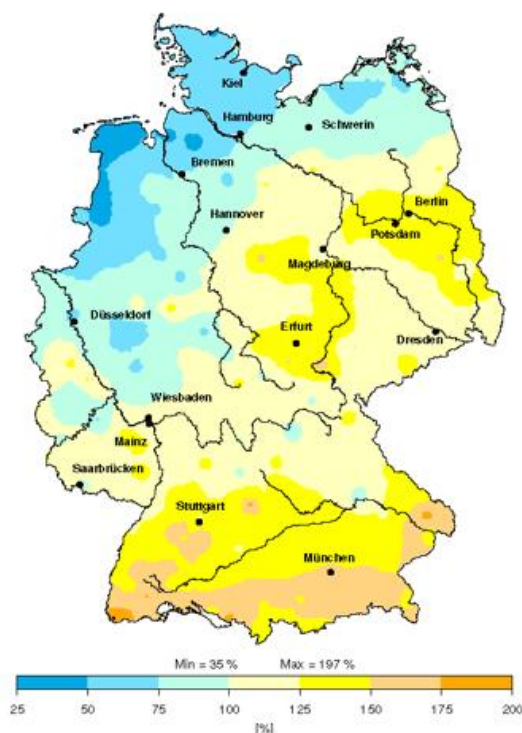 Kiel
Hamburg
Schwerin
Bremen
Berlin
Hannover
Potsdam
Magdeburg
Düsseldorf
Erfurt
Dresden
Wiesbaden
Mainz
Saarbrücken
Stuttgart
München
Min = 35 % Max = 197 %
25 50 75 100 125 150 175 200
[%]